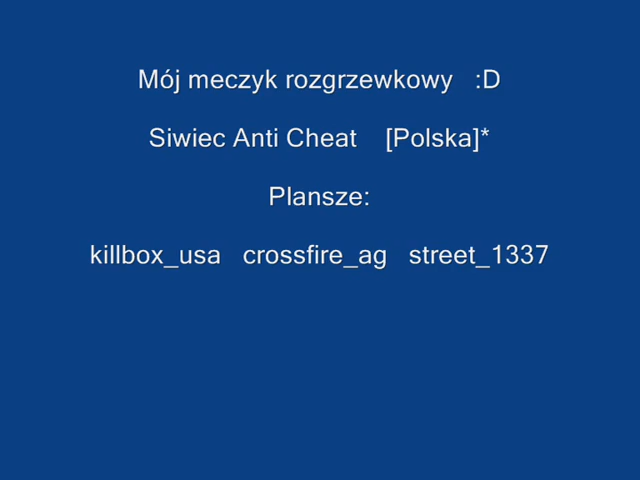 Mój meczyk rozgrzewkowy :D
Siwiec Anti Cheat [Polska]*
Plansze:
killbox_usa crossfire_ag street_1337